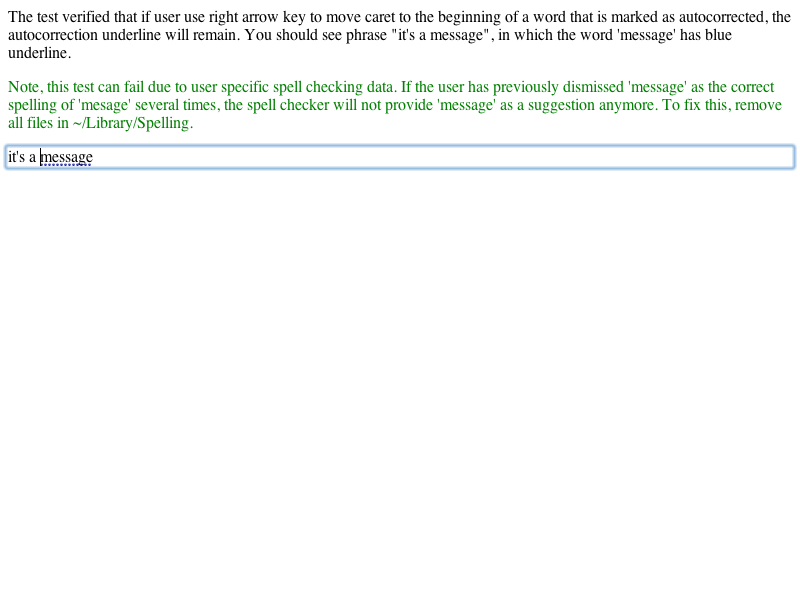 The test verified that if user use right arrow key to move caret to the beginning of a word that is marked as autocorrected, the
autocorrection underline will remain. You should see phrase "it's a message", in which the word 'message' has blue
underline.
Note, this test can fail due to user specific spell checking data. If the user has previously dismissed 'message' as the correct
spelling of 'mesage' several times, the spell checker will not provide 'message' as a suggestion anymore. To fix this, remove
all files in ~/Library/Spelling.
it's a message